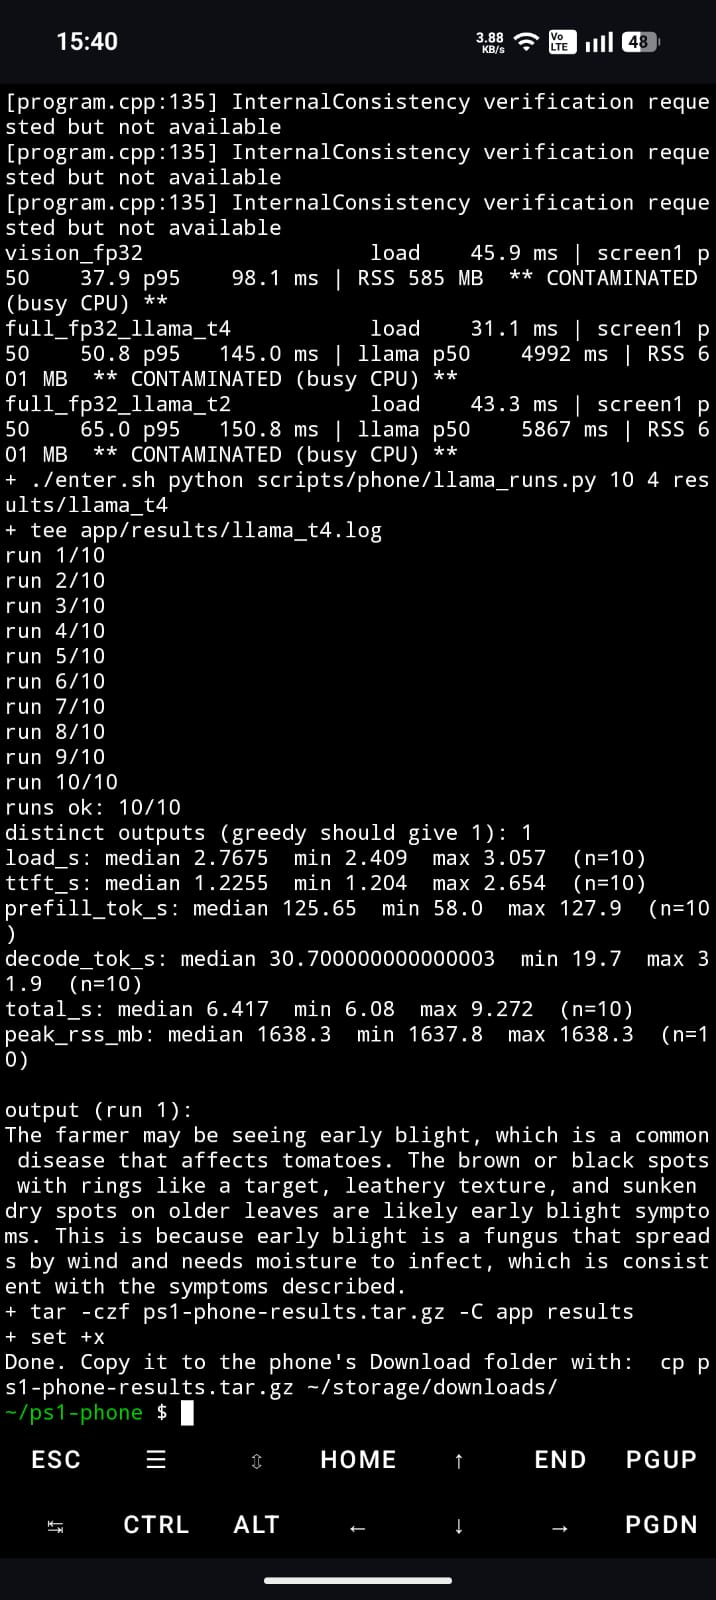 15:40
3.88 KB/s
Vo LTE
48
[program.cpp:135] InternalConsistency verification reque
sted but not available
[program.cpp:135] InternalConsistency verification reque
sted but not available
[program.cpp:135] InternalConsistency verification reque
sted but not available
vision_fp32                  load    45.9 ms | screen1 p
50    37.9 p95    98.1 ms | RSS 585 MB  ** CONTAMINATED
(busy CPU) **
full_fp32_llama_t4           load    31.1 ms | screen1 p
50    50.8 p95   145.0 ms | llama p50    4992 ms | RSS 6
01 MB  ** CONTAMINATED (busy CPU) **
full_fp32_llama_t2           load    43.3 ms | screen1 p
50    65.0 p95   150.8 ms | llama p50    5867 ms | RSS 6
01 MB  ** CONTAMINATED (busy CPU) **
+ ./enter.sh python scripts/phone/llama_runs.py 10 4 res
ults/llama_t4
+ tee app/results/llama_t4.log
run 1/10
run 2/10
run 3/10
run 4/10
run 5/10
run 6/10
run 7/10
run 8/10
run 9/10
run 10/10
runs ok: 10/10
distinct outputs (greedy should give 1): 1
load_s: median 2.7675  min 2.409  max 3.057  (n=10)
ttft_s: median 1.2255  min 1.204  max 2.654  (n=10)
prefill_tok_s: median 125.65  min 58.0  max 127.9  (n=10
)
decode_tok_s: median 30.700000000000003  min 19.7  max 3
1.9  (n=10)
total_s: median 6.417  min 6.08  max 9.272  (n=10)
peak_rss_mb: median 1638.3  min 1637.8  max 1638.3  (n=1
0)
output (run 1):
The farmer may be seeing early blight, which is a common
 disease that affects tomatoes. The brown or black spots
 with rings like a target, leathery texture, and sunken
dry spots on older leaves are likely early blight sympto
ms. This is because early blight is a fungus that spread
s by wind and needs moisture to infect, which is consist
ent with the symptoms described.
+ tar -czf ps1-phone-results.tar.gz -C app results
+ set +x
Done. Copy it to the phone's Download folder with:  cp p
s1-phone-results.tar.gz ~/storage/downloads/
~/ps1-phone $
ESC ☰ ⇳ HOME ↑ END PGUP
↹ CTRL ALT ← ↓ → PGDN